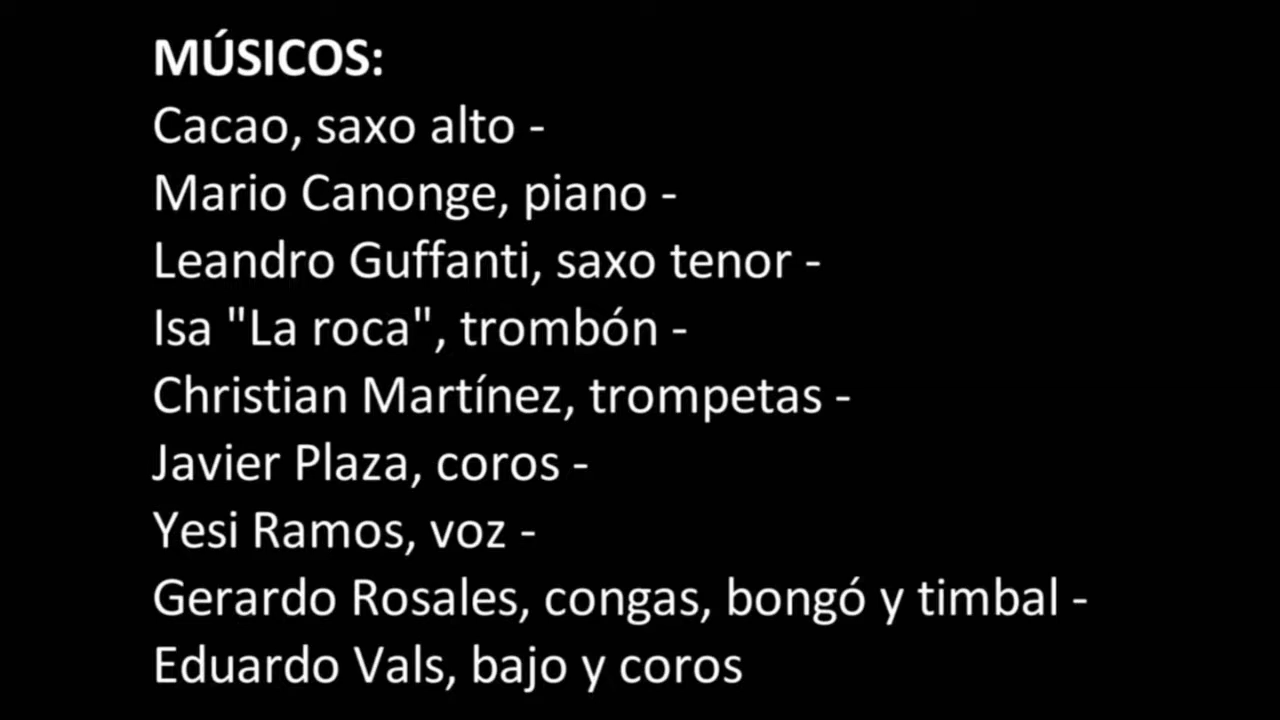 MÚSICOS:
Cacao, saxo alto -
Mario Canonge, piano -
Leandro Guffanti, saxo tenor -
Isa "La roca", trombón -
Christian Martínez, trompetas -
Javier Plaza, coros -
Yesi Ramos, voz -
Gerardo Rosales, congas, bongó y timbal -
Eduardo Vals, bajo y coros